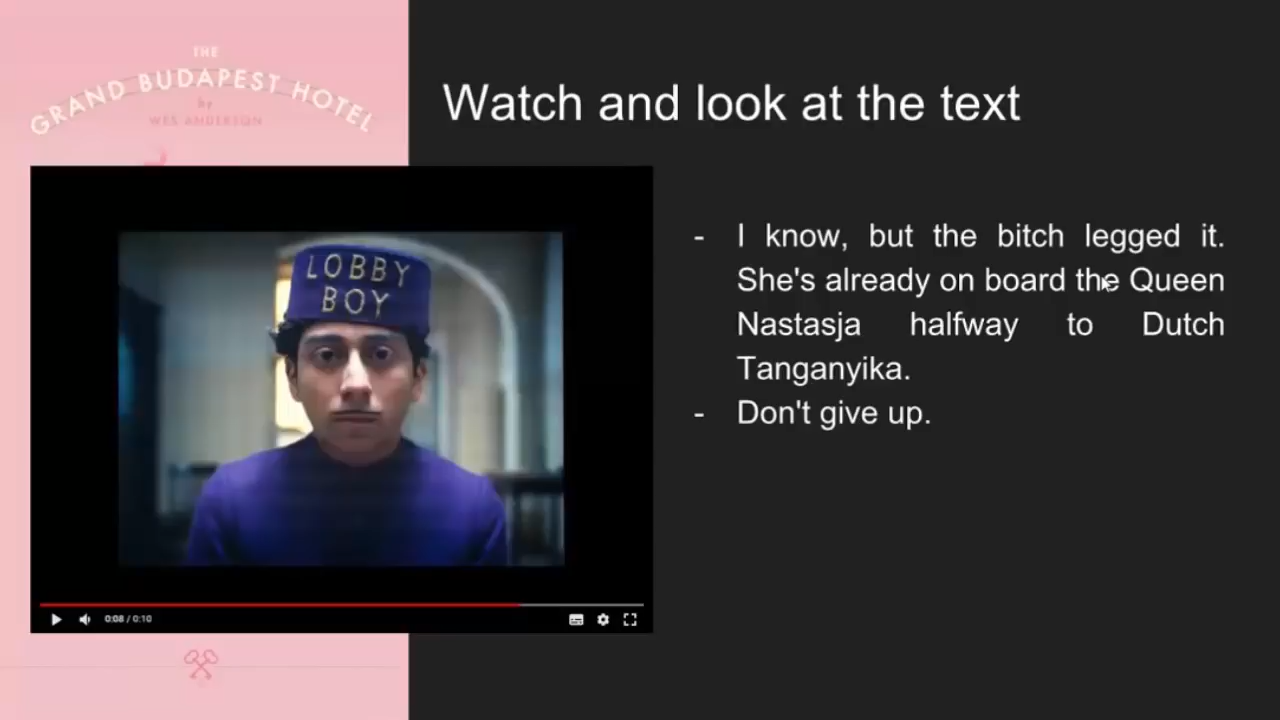 THE
GRAND BUDAPEST HOTEL
by
WES ANDERSON
Watch and look at the text
LOBBY
BOY
- I know, but the bitch legged it.
She's already on board the Queen
Nastasja halfway to Dutch
Tanganyika.
- Don't give up.
0:08 / 0:10